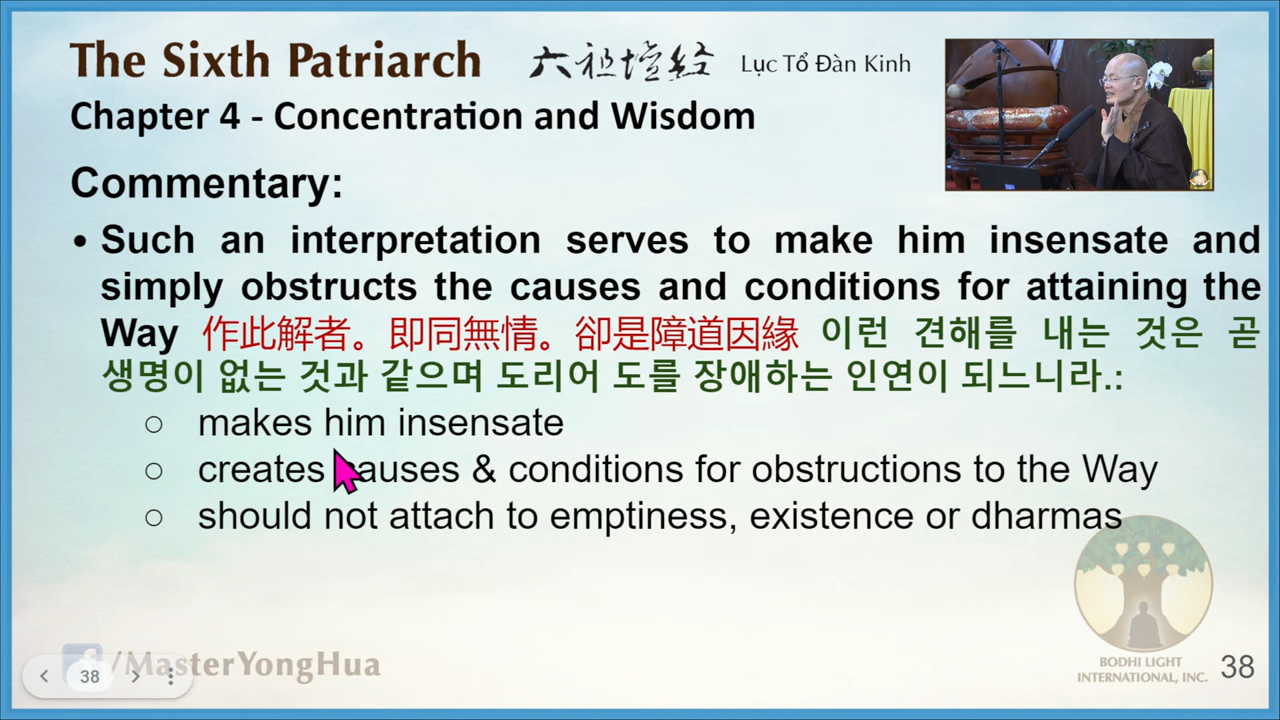 The Sixth Patriarch 六祖壇経 Lục Tổ Đàn Kinh
Chapter 4 - Concentration and Wisdom
Commentary:
• Such an interpretation serves to make him insensate and
simply obstructs the causes and conditions for attaining the
Way 作此解者。即同無情。卻是障道因緣 이런 견해를 내는 것은 곧
생명이 없는 것과 같으며 도리어 도를 장애하는 인연이 되느니라.:
○ makes him insensate
○ creates causes & conditions for obstructions to the Way
○ should not attach to emptiness, existence or dharmas
/MasterYongHua
38
BODHI LIGHT
INTERNATIONAL, INC.
38